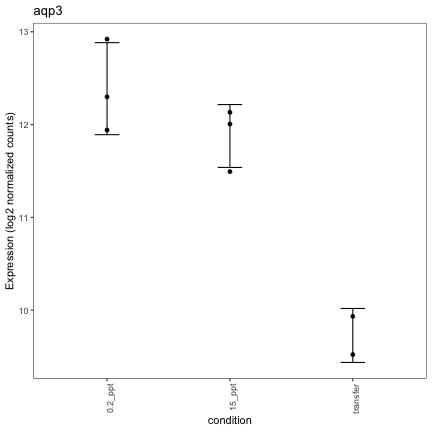 aqp3
Expression (log2 normalized counts)
13
12
11
10
0.2_ppt
15_ppt
transfer
condition